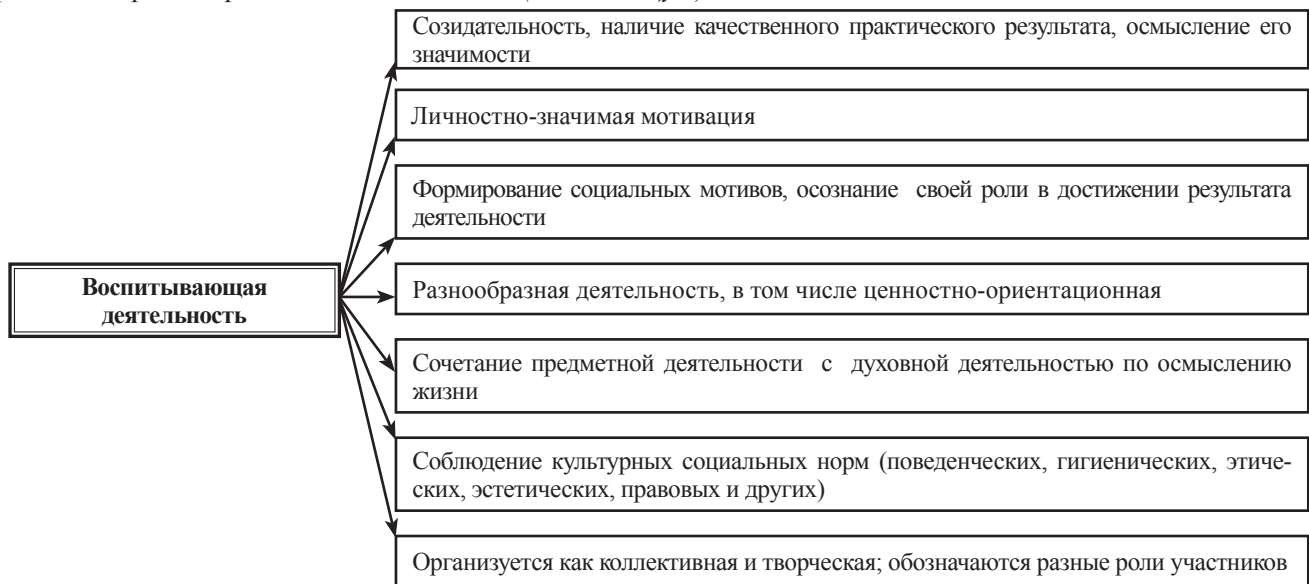 Созидательность, наличие качественного практического результата, осмысление его
значимости
Личностно-значимая мотивация
Формирование социальных мотивов, осознание своей роли в достижении результата
деятельности
Воспитывающая
деятельность
Разнообразная деятельность, в том числе ценностно-ориентационная
Сочетание предметной деятельности с духовной деятельностью по осмыслению
жизни
Соблюдение культурных социальных норм (поведенческих, гигиенических, этиче-
ских, эстетических, правовых и других)
Организуется как коллективная и творческая; обозначаются разные роли участников